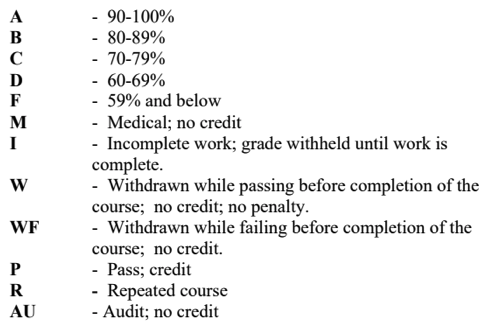 A - 90-100%
B - 80-89%
C - 70-79%
D - 60-69%
F - 59% and below
M - Medical; no credit
I - Incomplete work; grade withheld until work is
complete.
W - Withdrawn while passing before completion of the
course; no credit; no penalty.
WF - Withdrawn while failing before completion of the
course; no credit.
P - Pass; credit
R - Repeated course
AU - Audit; no credit